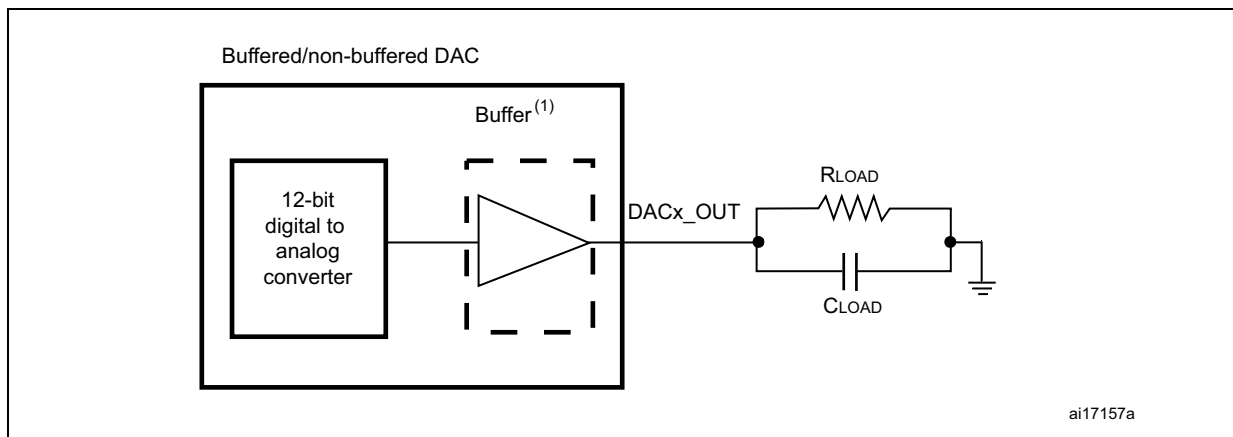 Buffered/non-buffered DAC
Buffer(1)
12-bit
digital to
analog
converter
DACx_OUT
RLOAD
CLOAD
ai17157a